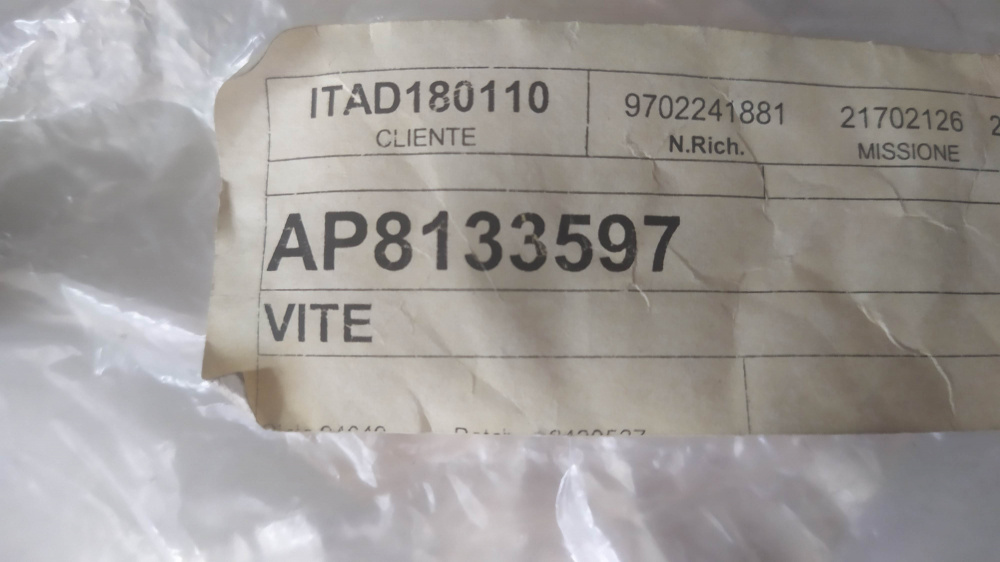 ITAD180110 9702241881 21702126
CLIENTE N.Rich. MISSIONE
AP8133597
VITE